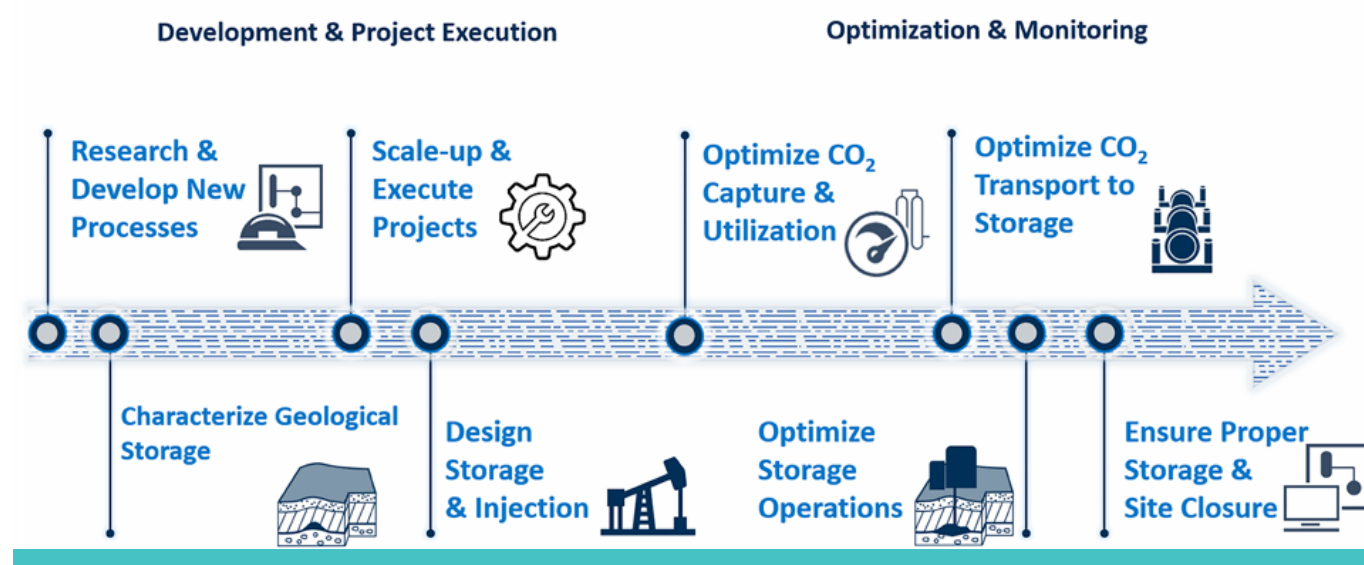 Development & Project Execution
Optimization & Monitoring
Research &
Develop New
Processes
Scale-up &
Execute
Projects
Optimize CO₂
Capture &
Utilization
Optimize CO₂
Transport to
Storage
Characterize Geological
Storage
Design
Storage
& Injection
Optimize
Storage
Operations
Ensure Proper
Storage &
Site Closure